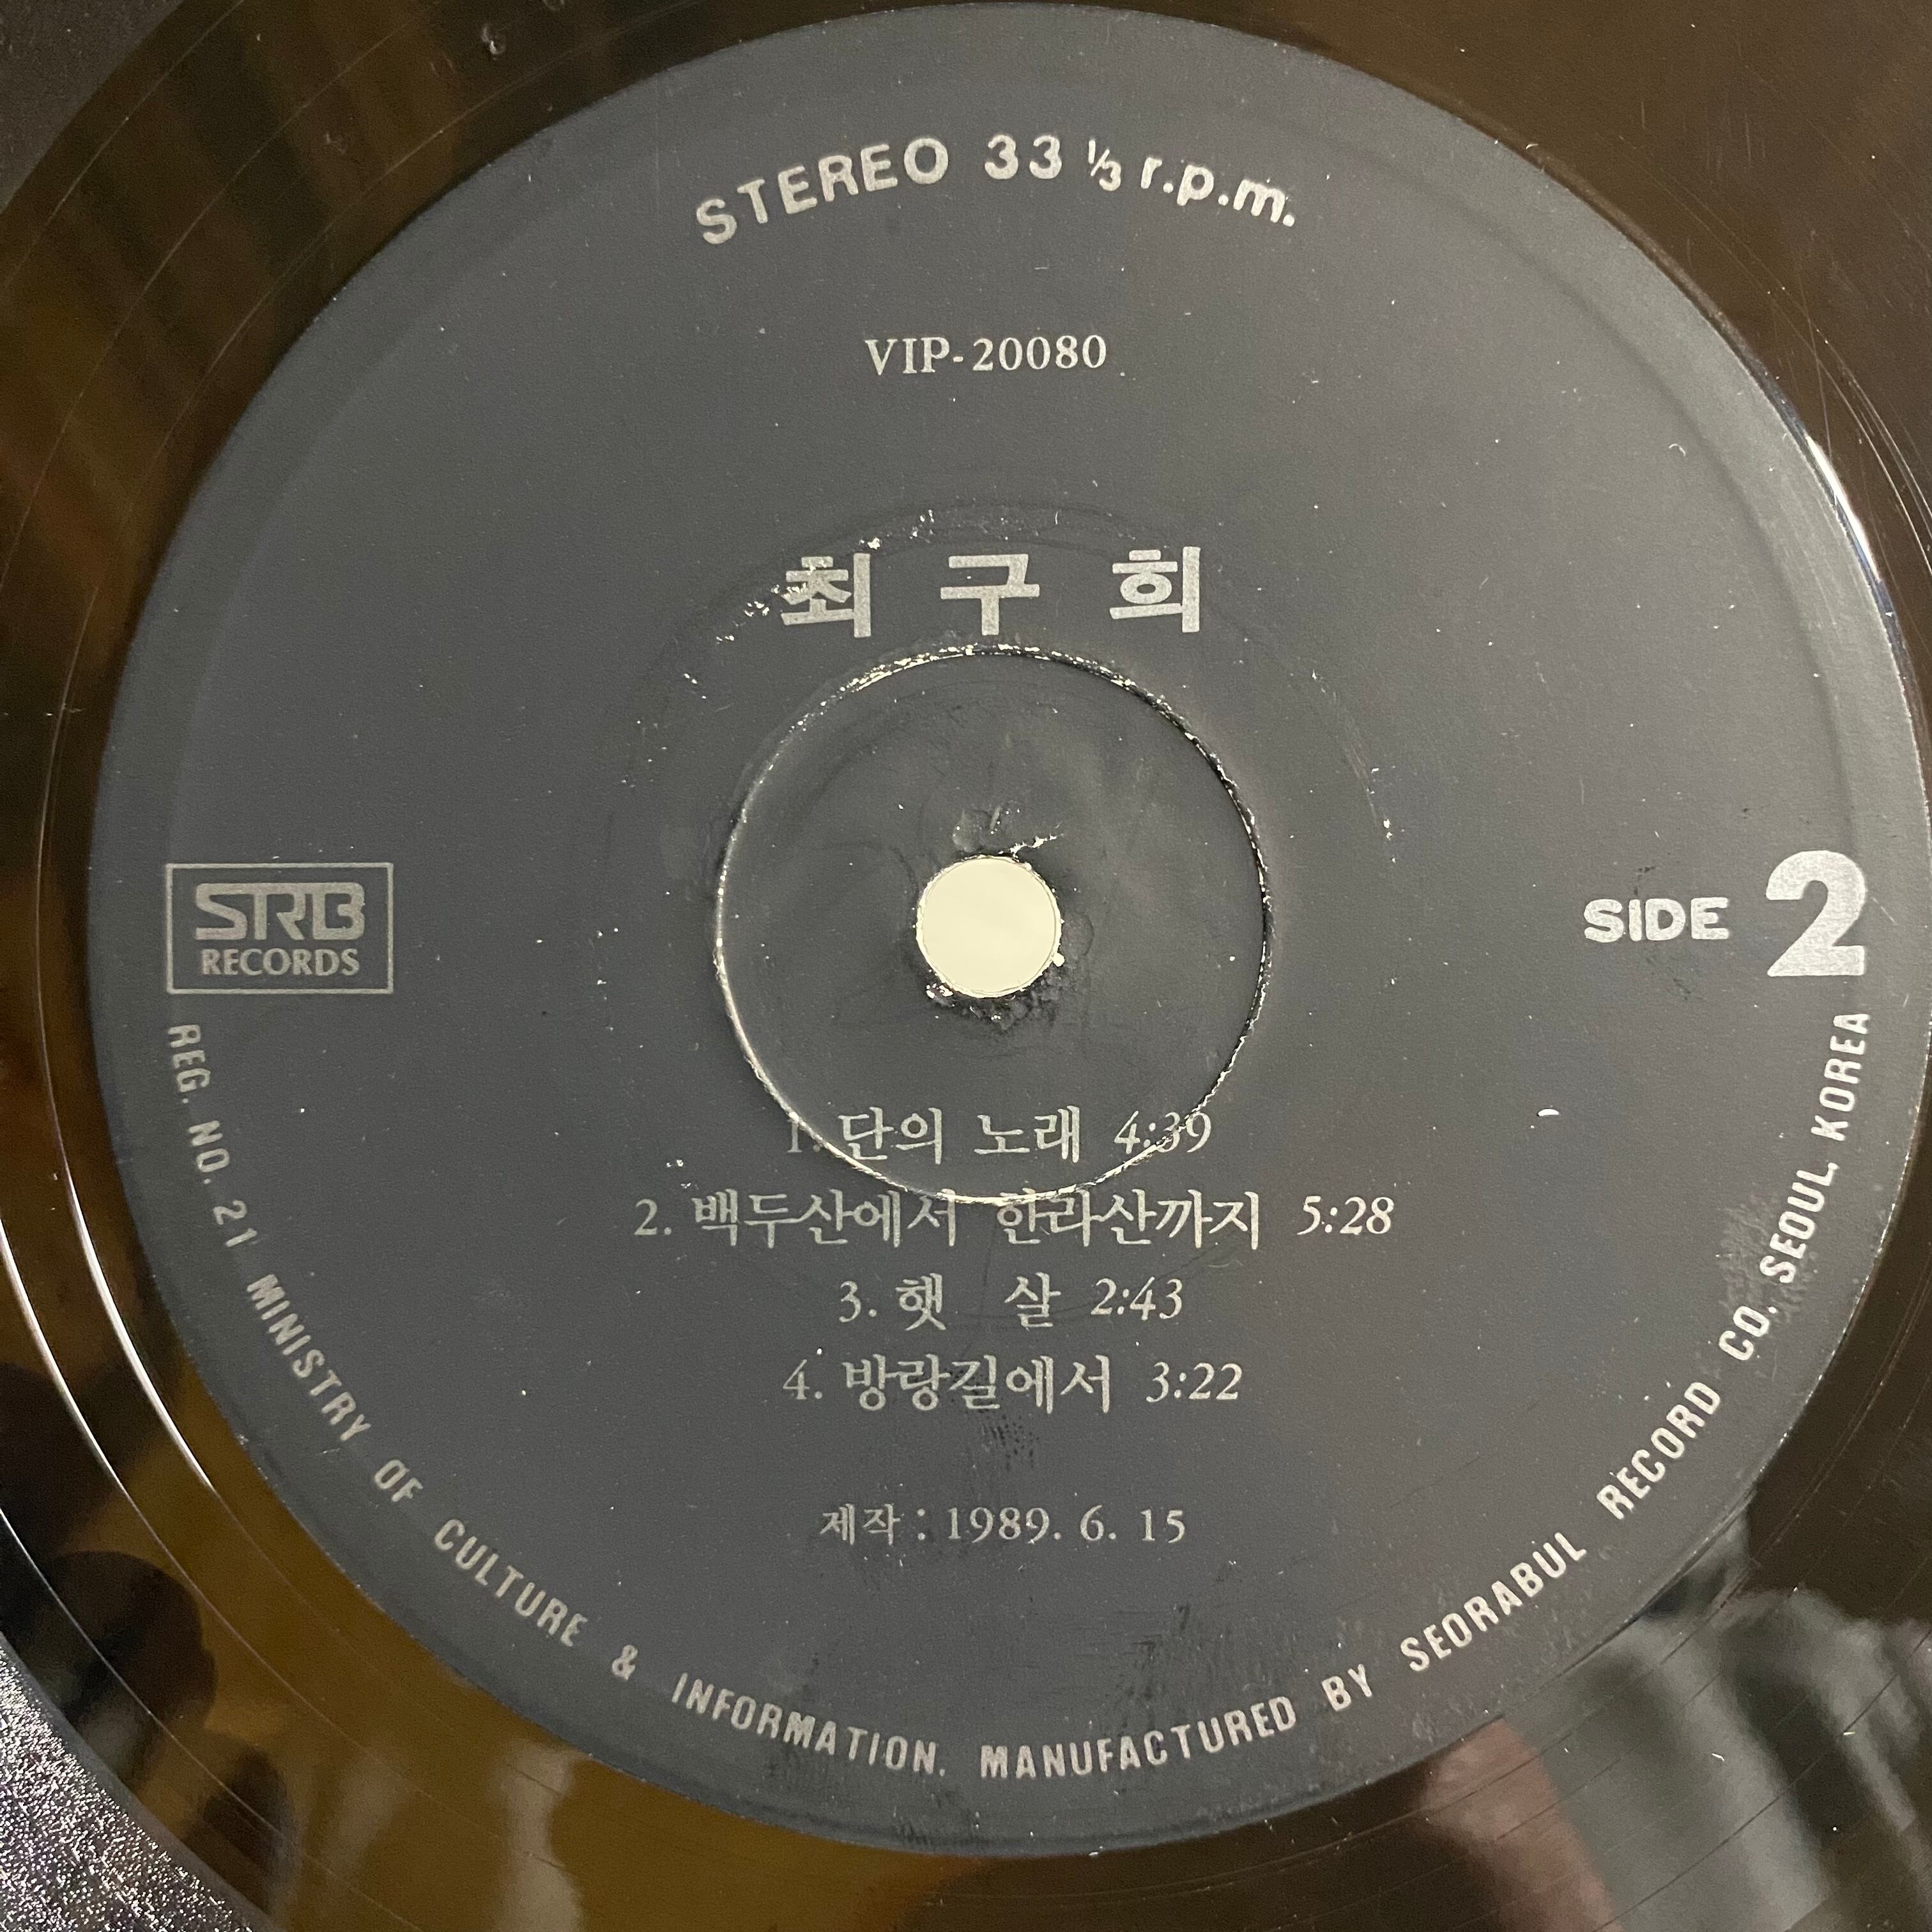 STEREO 33 ⅓ r.p.m.
VIP-20080
최 구 희
SRB
RECORDS
SIDE 2
1. 단의 노래 4:39
2. 백두산에서 한라산까지 5:28
3. 햇 살 2:43
4. 방랑길에서 3:22
제작 : 1989. 6. 15
REG. NO. 21 MINISTRY OF CULTURE & INFORMATION. MANUFACTURED BY SEORABUL RECORD CO. SEOUL KOREA